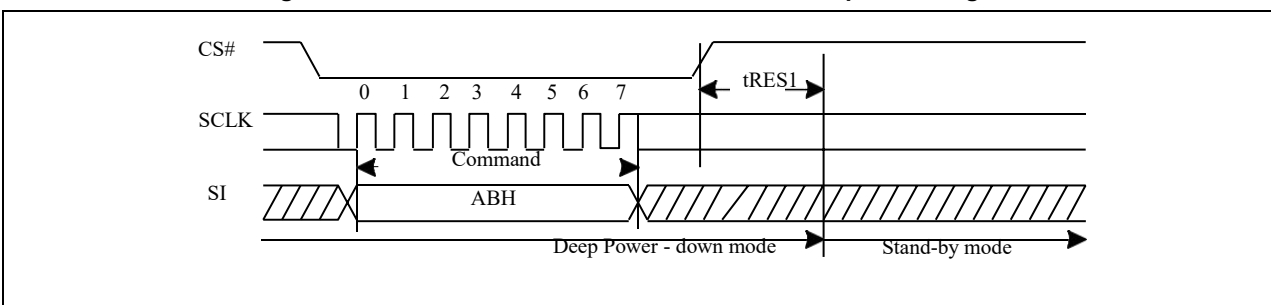 CS#
tRES1
0 1 2 3 4 5 6 7
SCLK
Command
SI
ABH
Deep Power - down mode
Stand-by mode